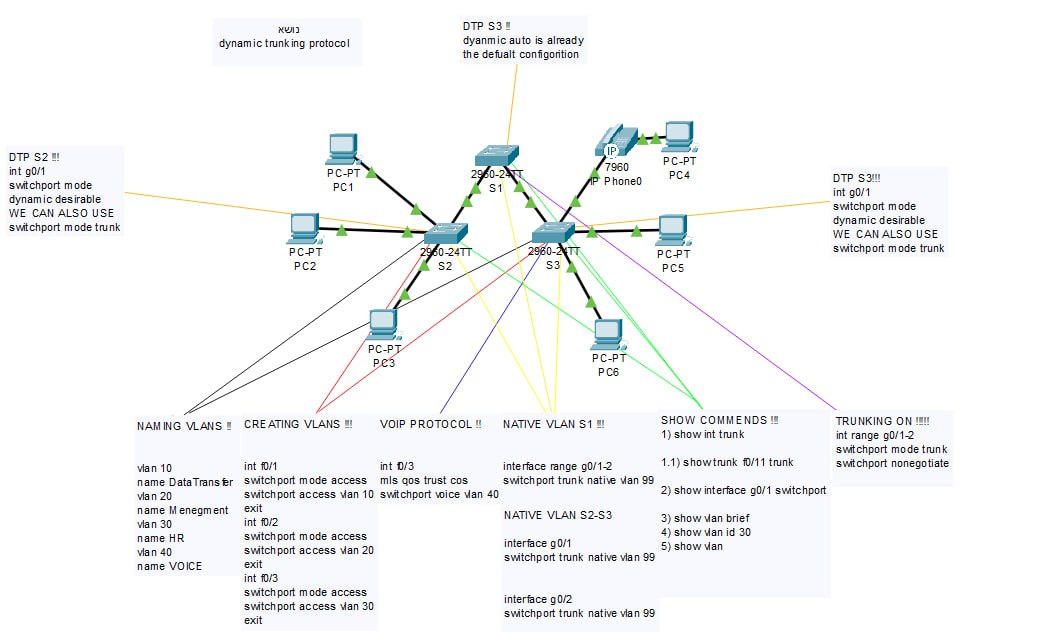 נושא
dynamic trunking protocol
DTP S3 !!
dyanmic auto is already
the defualt configorition
DTP S2 !!!
int g0/1
switchport mode
dynamic desirable
WE CAN ALSO USE
switchport mode trunk
PC-PT
PC1
2960-24TT
S1
7960
IP
IP Phone0
PC-PT
PC4
DTP S3!!!
int g0/1
switchport mode
dynamic desirable
WE CAN ALSO USE
switchport mode trunk
PC-PT
PC2
2960-24TT
S2
2960-24TT
S3
PC-PT
PC5
PC-PT
PC3
PC-PT
PC6
NAMING VLANS !!
vlan 10
name DataTransfer
vlan 20
name Menegment
vlan 30
name HR
vlan 40
name VOICE
CREATING VLANS !!!
int f0/1
switchport mode access
switchport access vlan 10
exit
int f0/2
switchport mode access
switchport access vlan 20
exit
int f0/3
switchport mode access
switchport access vlan 30
exit
VOIP PROTOCOL !!
int f0/3
mls qos trust cos
switchport voice vlan 40
NATIVE VLAN S1 !!!
interface range g0/1-2
switchport trunk native vlan 99
NATIVE VLAN S2-S3
interface g0/1
switchport trunk native vlan 99
interface g0/2
switchport trunk native vlan 99
SHOW COMMENDS !!!
1) show int trunk
1.1) show trunk f0/11 trunk
2) show interface g0/1 switchport
3) show vlan brief
4) show vlan id 30
5) show vlan
TRUNKING ON !!!!!
int range g0/1-2
switchport mode trunk
switchport nonegotiate